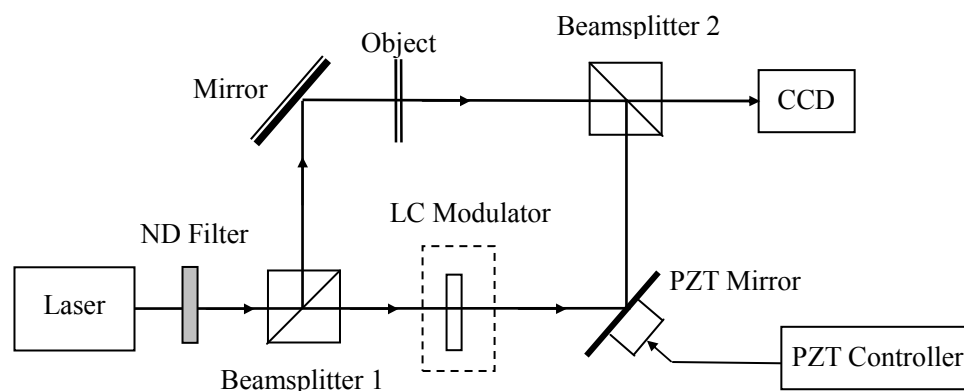 Beamsplitter 2
Object
Mirror
CCD
LC Modulator
ND Filter
PZT Mirror
Laser
PZT Controller
Beamsplitter 1